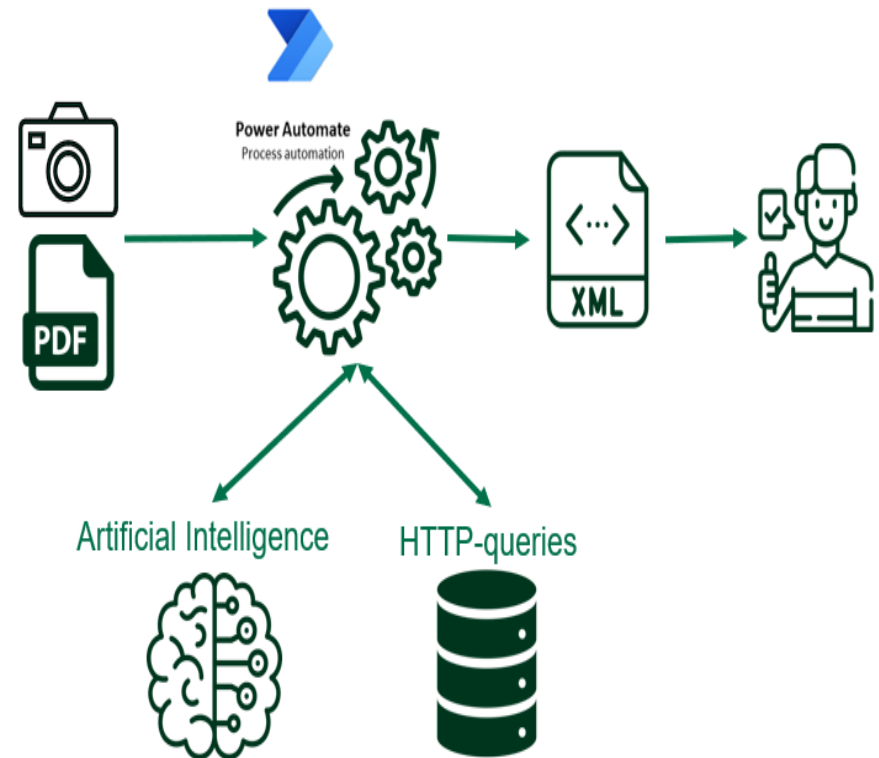 Power Automate
Process automation
PDF
<···>
XML
Artificial Intelligence
HTTP-queries